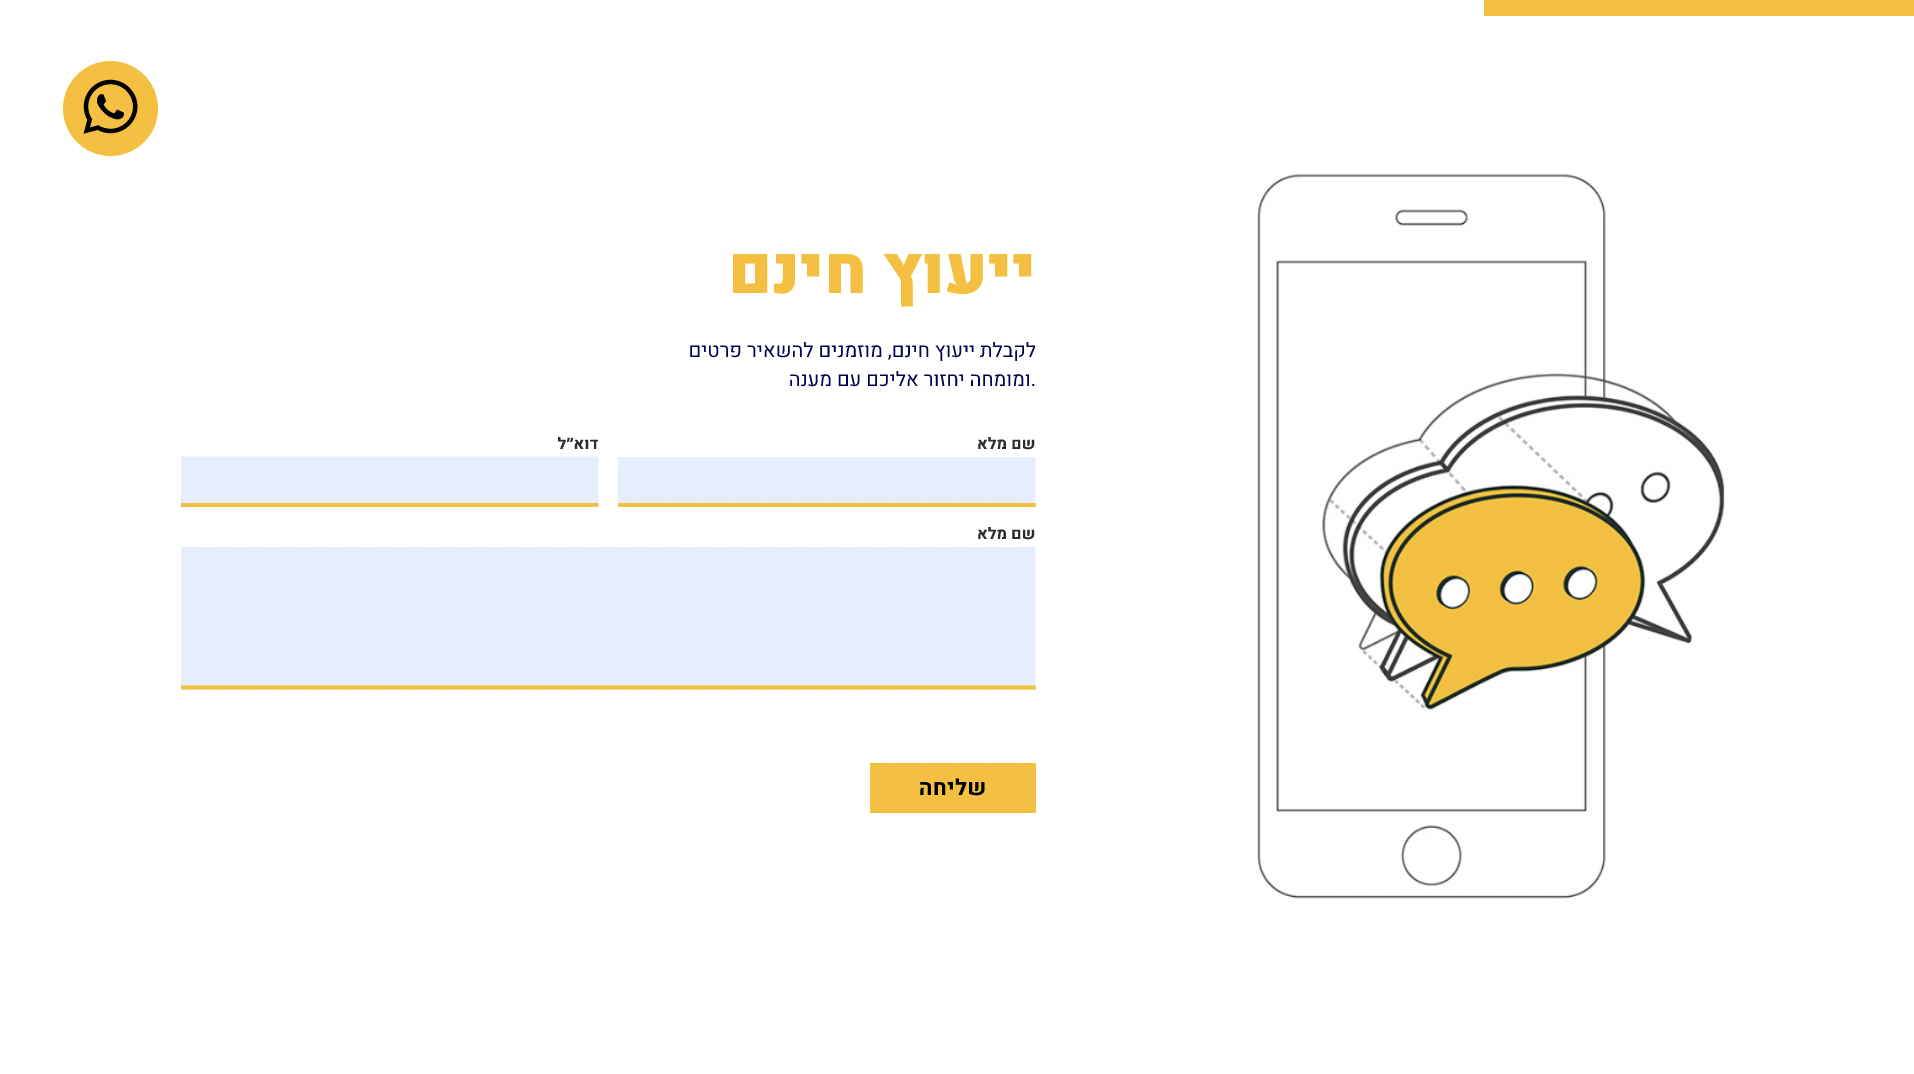 ייעוץ חינם
לקבלת ייעוץ חינם, מוזמנים להשאיר פרטים
.ומומחה יחזור אליכם עם מענה
שם מלא
דוא״ל
שם מלא
שליחה